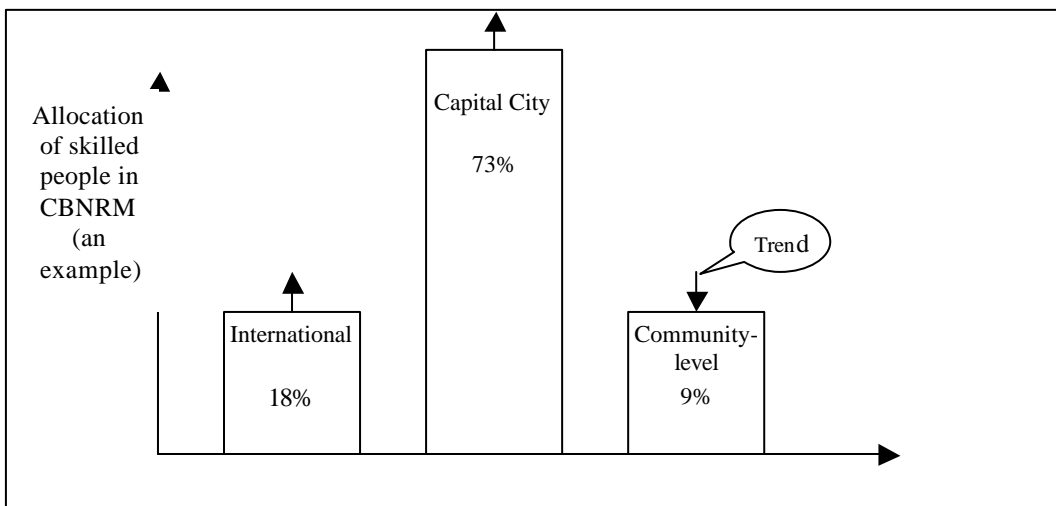 Allocation
of skilled
people in
CBNRM
(an
example)
International
18%
Capital City
73%
Community-
level
9%
Trend